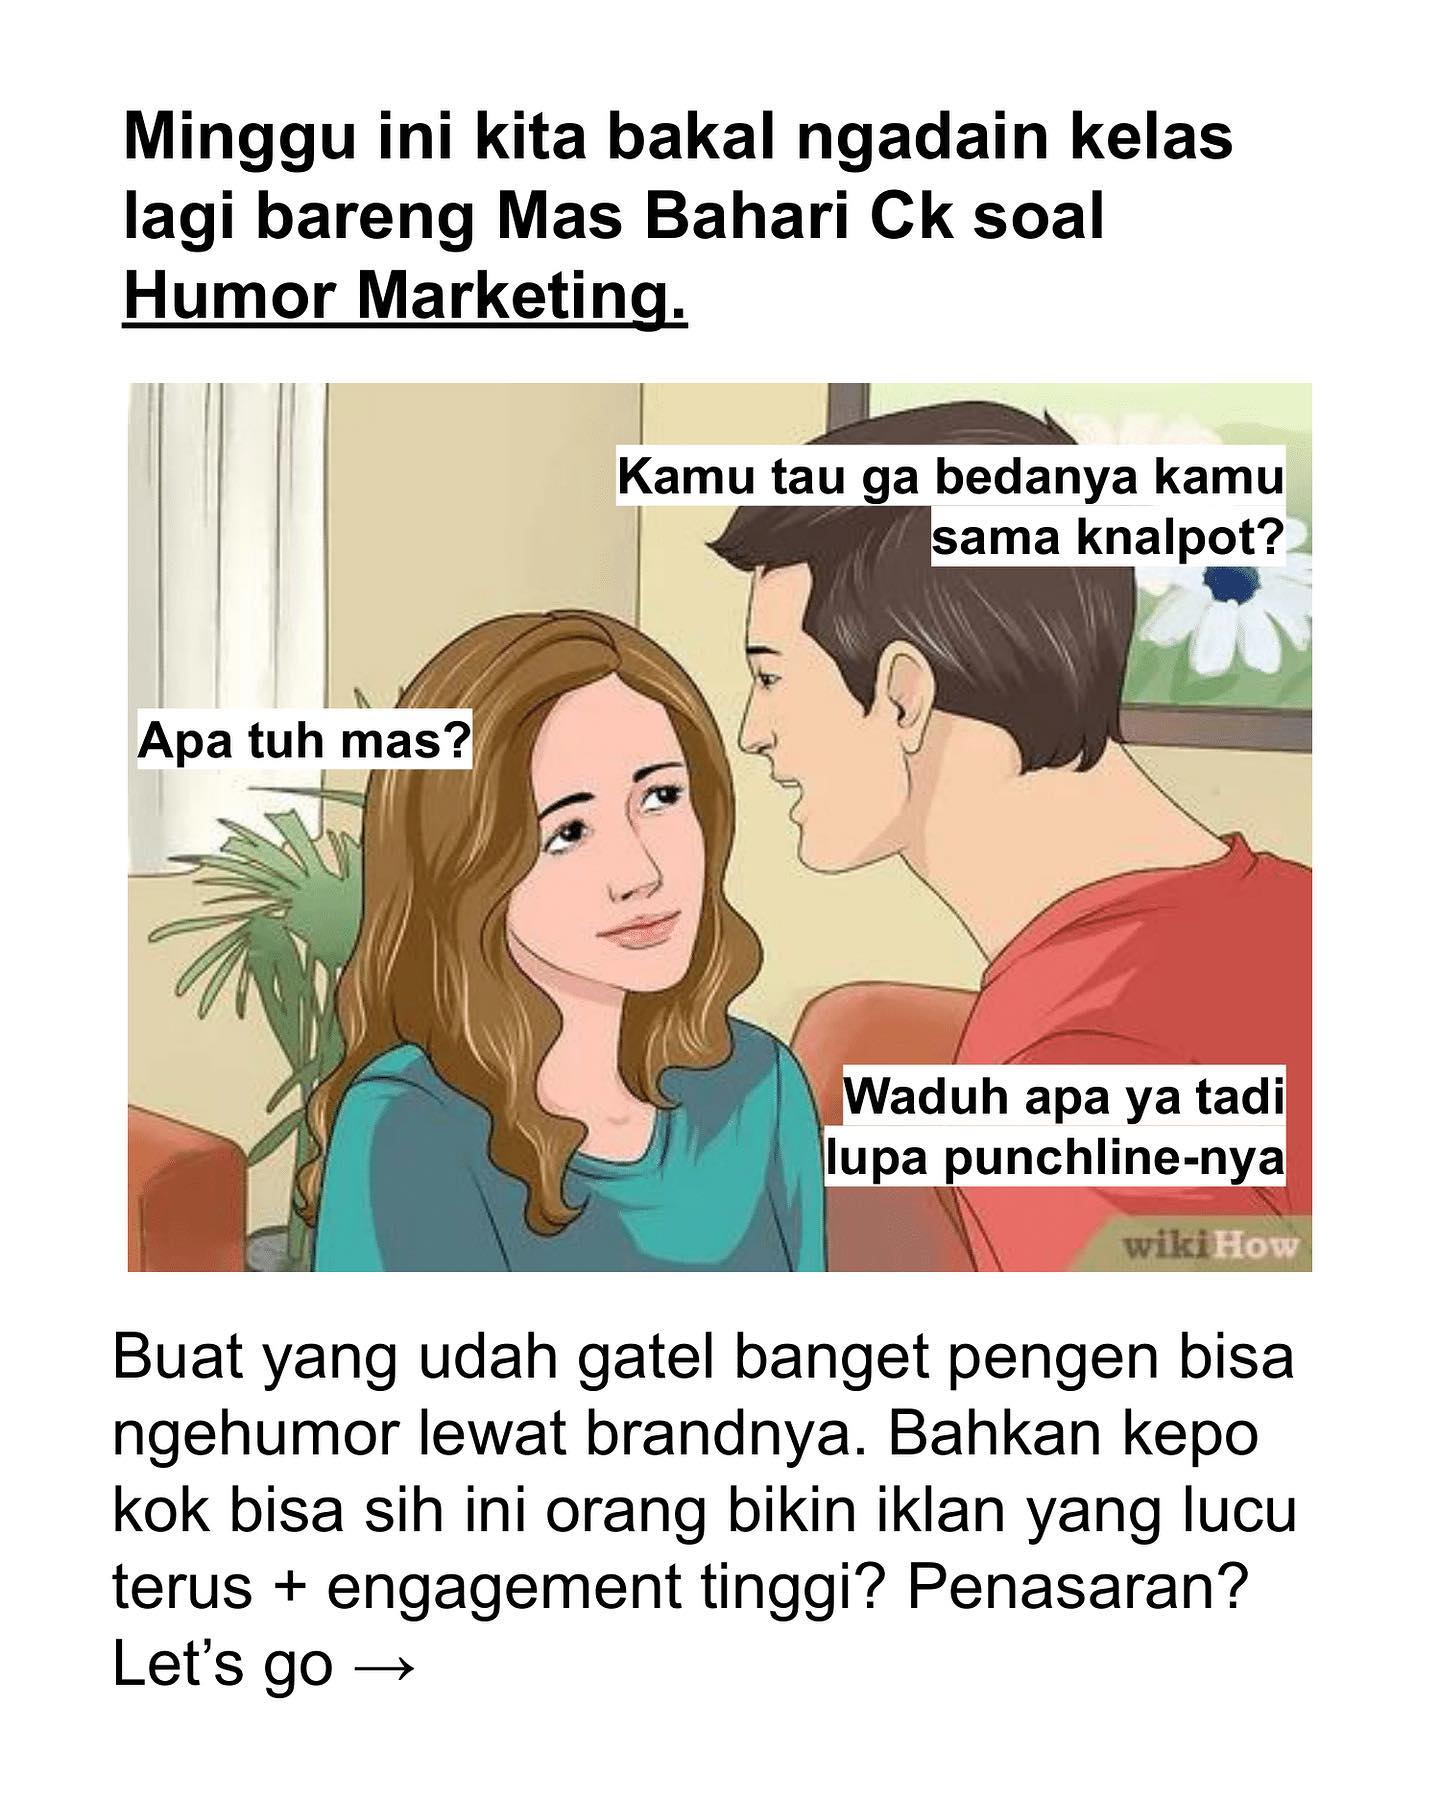 Minggu ini kita bakal ngadain kelas
lagi bareng Mas Bahari Ck soal
Humor Marketing.
Kamu tau ga bedanya kamu
sama knalpot?
Apa tuh mas?
Waduh apa ya tadi
lupa punchline-nya
wikiHow
Buat yang udah gatel banget pengen bisa
ngehumor lewat brandnya. Bahkan kepo
kok bisa sih ini orang bikin iklan yang lucu
terus + engagement tinggi? Penasaran?
Let’s go →